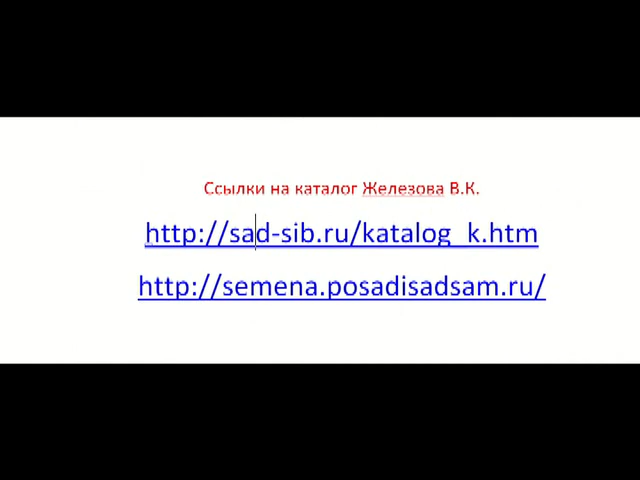 Ссылки на каталог Железова В.К.
http://sad-sib.ru/katalog_k.htm
http://semena.posadisadsam.ru/